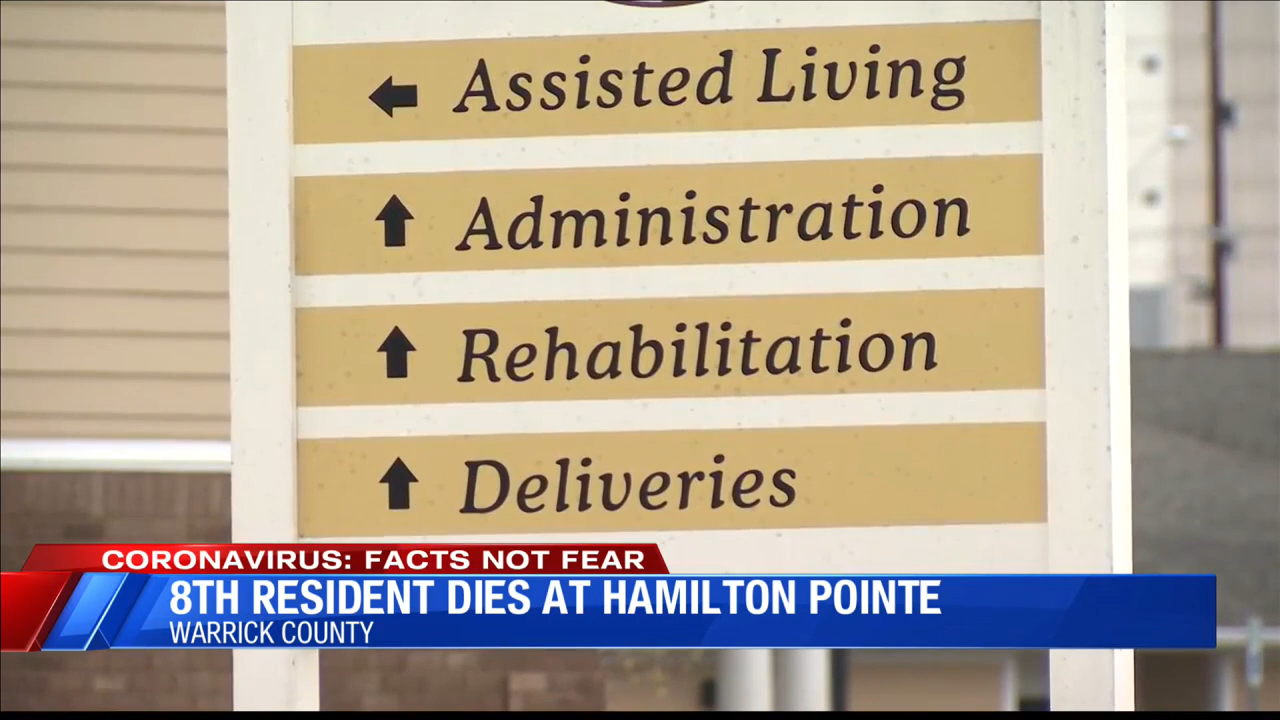 Assisted Living
Administration
Rehabilitation
Deliveries
CORONAVIRUS: FACTS NOT FEAR
8TH RESIDENT DIES AT HAMILTON POINTE
WARRICK COUNTY